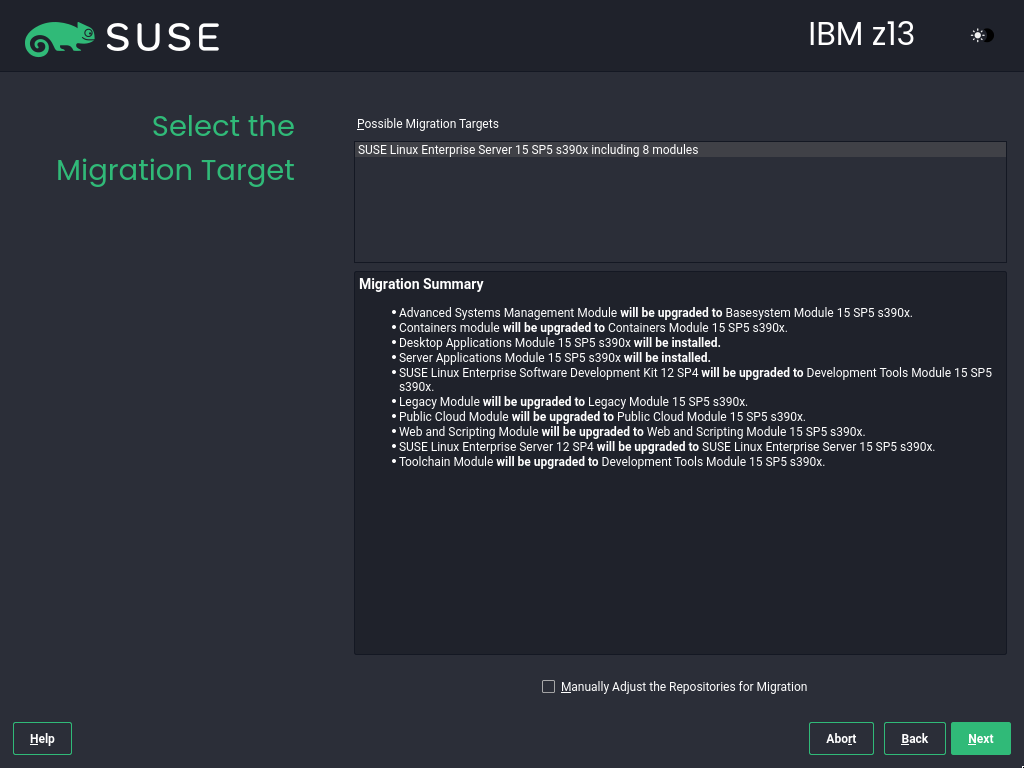 SUSE
IBM z13
Select the
Migration Target
Possible Migration Targets
SUSE Linux Enterprise Server 15 SP5 s390x including 8 modules
Migration Summary
• Advanced Systems Management Module will be upgraded to Basesystem Module 15 SP5 s390x.
• Containers module will be upgraded to Containers Module 15 SP5 s390x.
• Desktop Applications Module 15 SP5 s390x will be installed.
• Server Applications Module 15 SP5 s390x will be installed.
• SUSE Linux Enterprise Software Development Kit 12 SP4 will be upgraded to Development Tools Module 15 SP5
s390x.
• Legacy Module will be upgraded to Legacy Module 15 SP5 s390x.
• Public Cloud Module will be upgraded to Public Cloud Module 15 SP5 s390x.
• Web and Scripting Module will be upgraded to Web and Scripting Module 15 SP5 s390x.
• SUSE Linux Enterprise Server 12 SP4 will be upgraded to SUSE Linux Enterprise Server 15 SP5 s390x.
• Toolchain Module will be upgraded to Development Tools Module 15 SP5 s390x.
Manually Adjust the Repositories for Migration
Help
Abort
Back
Next